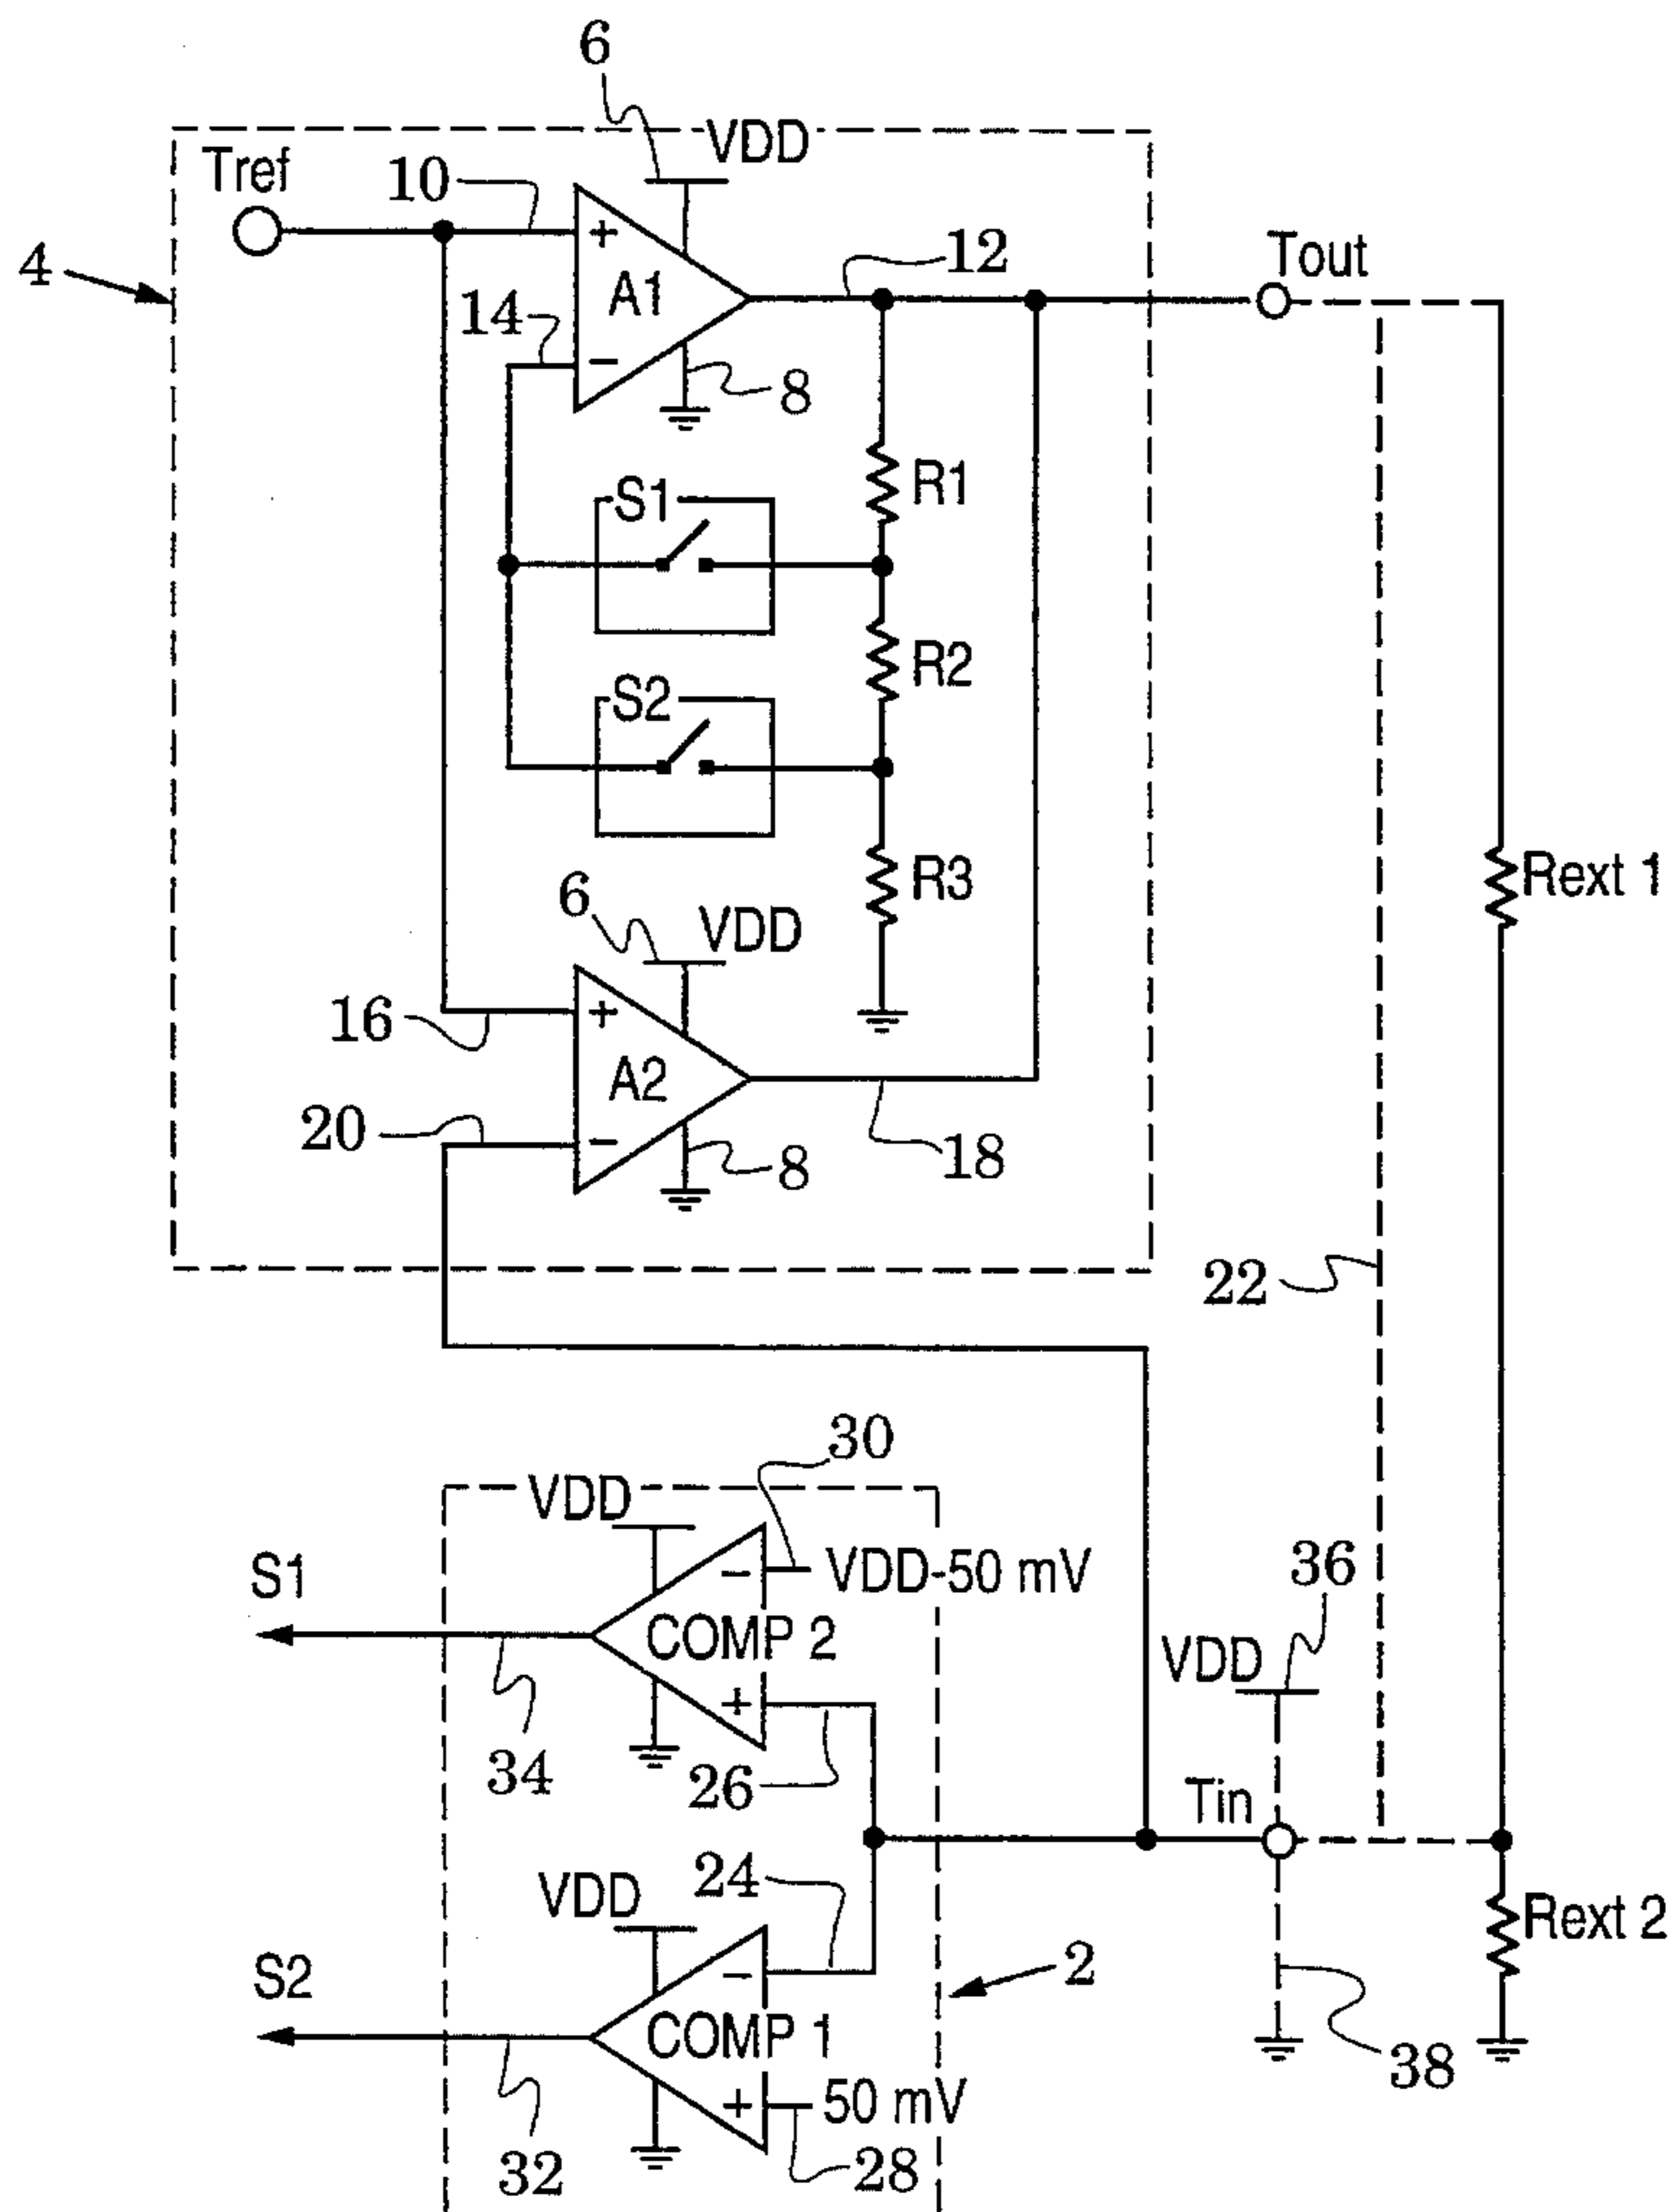 6
VDD
Tref
10
4
+
A1
12
Tout
14
−
8
S1
R1
R2
S2
R3
Rext 1
6
VDD
16
+
A2
20
−
8
18
22
30
VDD
S1
−
VDD-50 mV
36
COMP 2
VDD
+
34
26
Tin
24
VDD
Rext 2
S2
−
2
COMP 1
38
+
50 mV
32
28